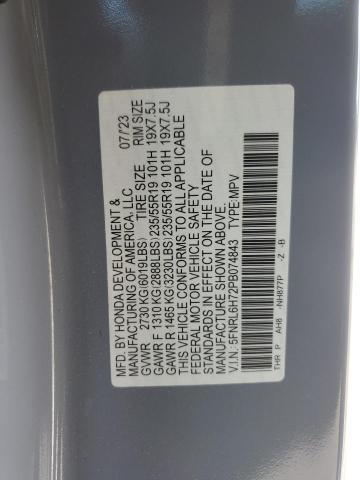 MFD. BY HONDA DEVELOPMENT & 07/'23
MANUFACTURING OF AMERICA, LLC
GVWR 2730 KG(6019LBS) TIRE SIZE RIM SIZE
GAWR F 1310 KG(2888LBS)235/55R19 101H 19X7.5J
GAWR R 1465 KG(3230LBS)235/55R19 101H 19X7.5J
THIS VEHICLE CONFORMS TO ALL APPLICABLE
FEDERAL MOTOR VEHICLE SAFETY
STANDARDS IN EFFECT ON THE DATE OF
MANUFACTURE SHOWN ABOVE.
V.I.N.: 5FNRL6H72PB074843 TYPE:MPV
THR P AH8 NH877P -Z -B